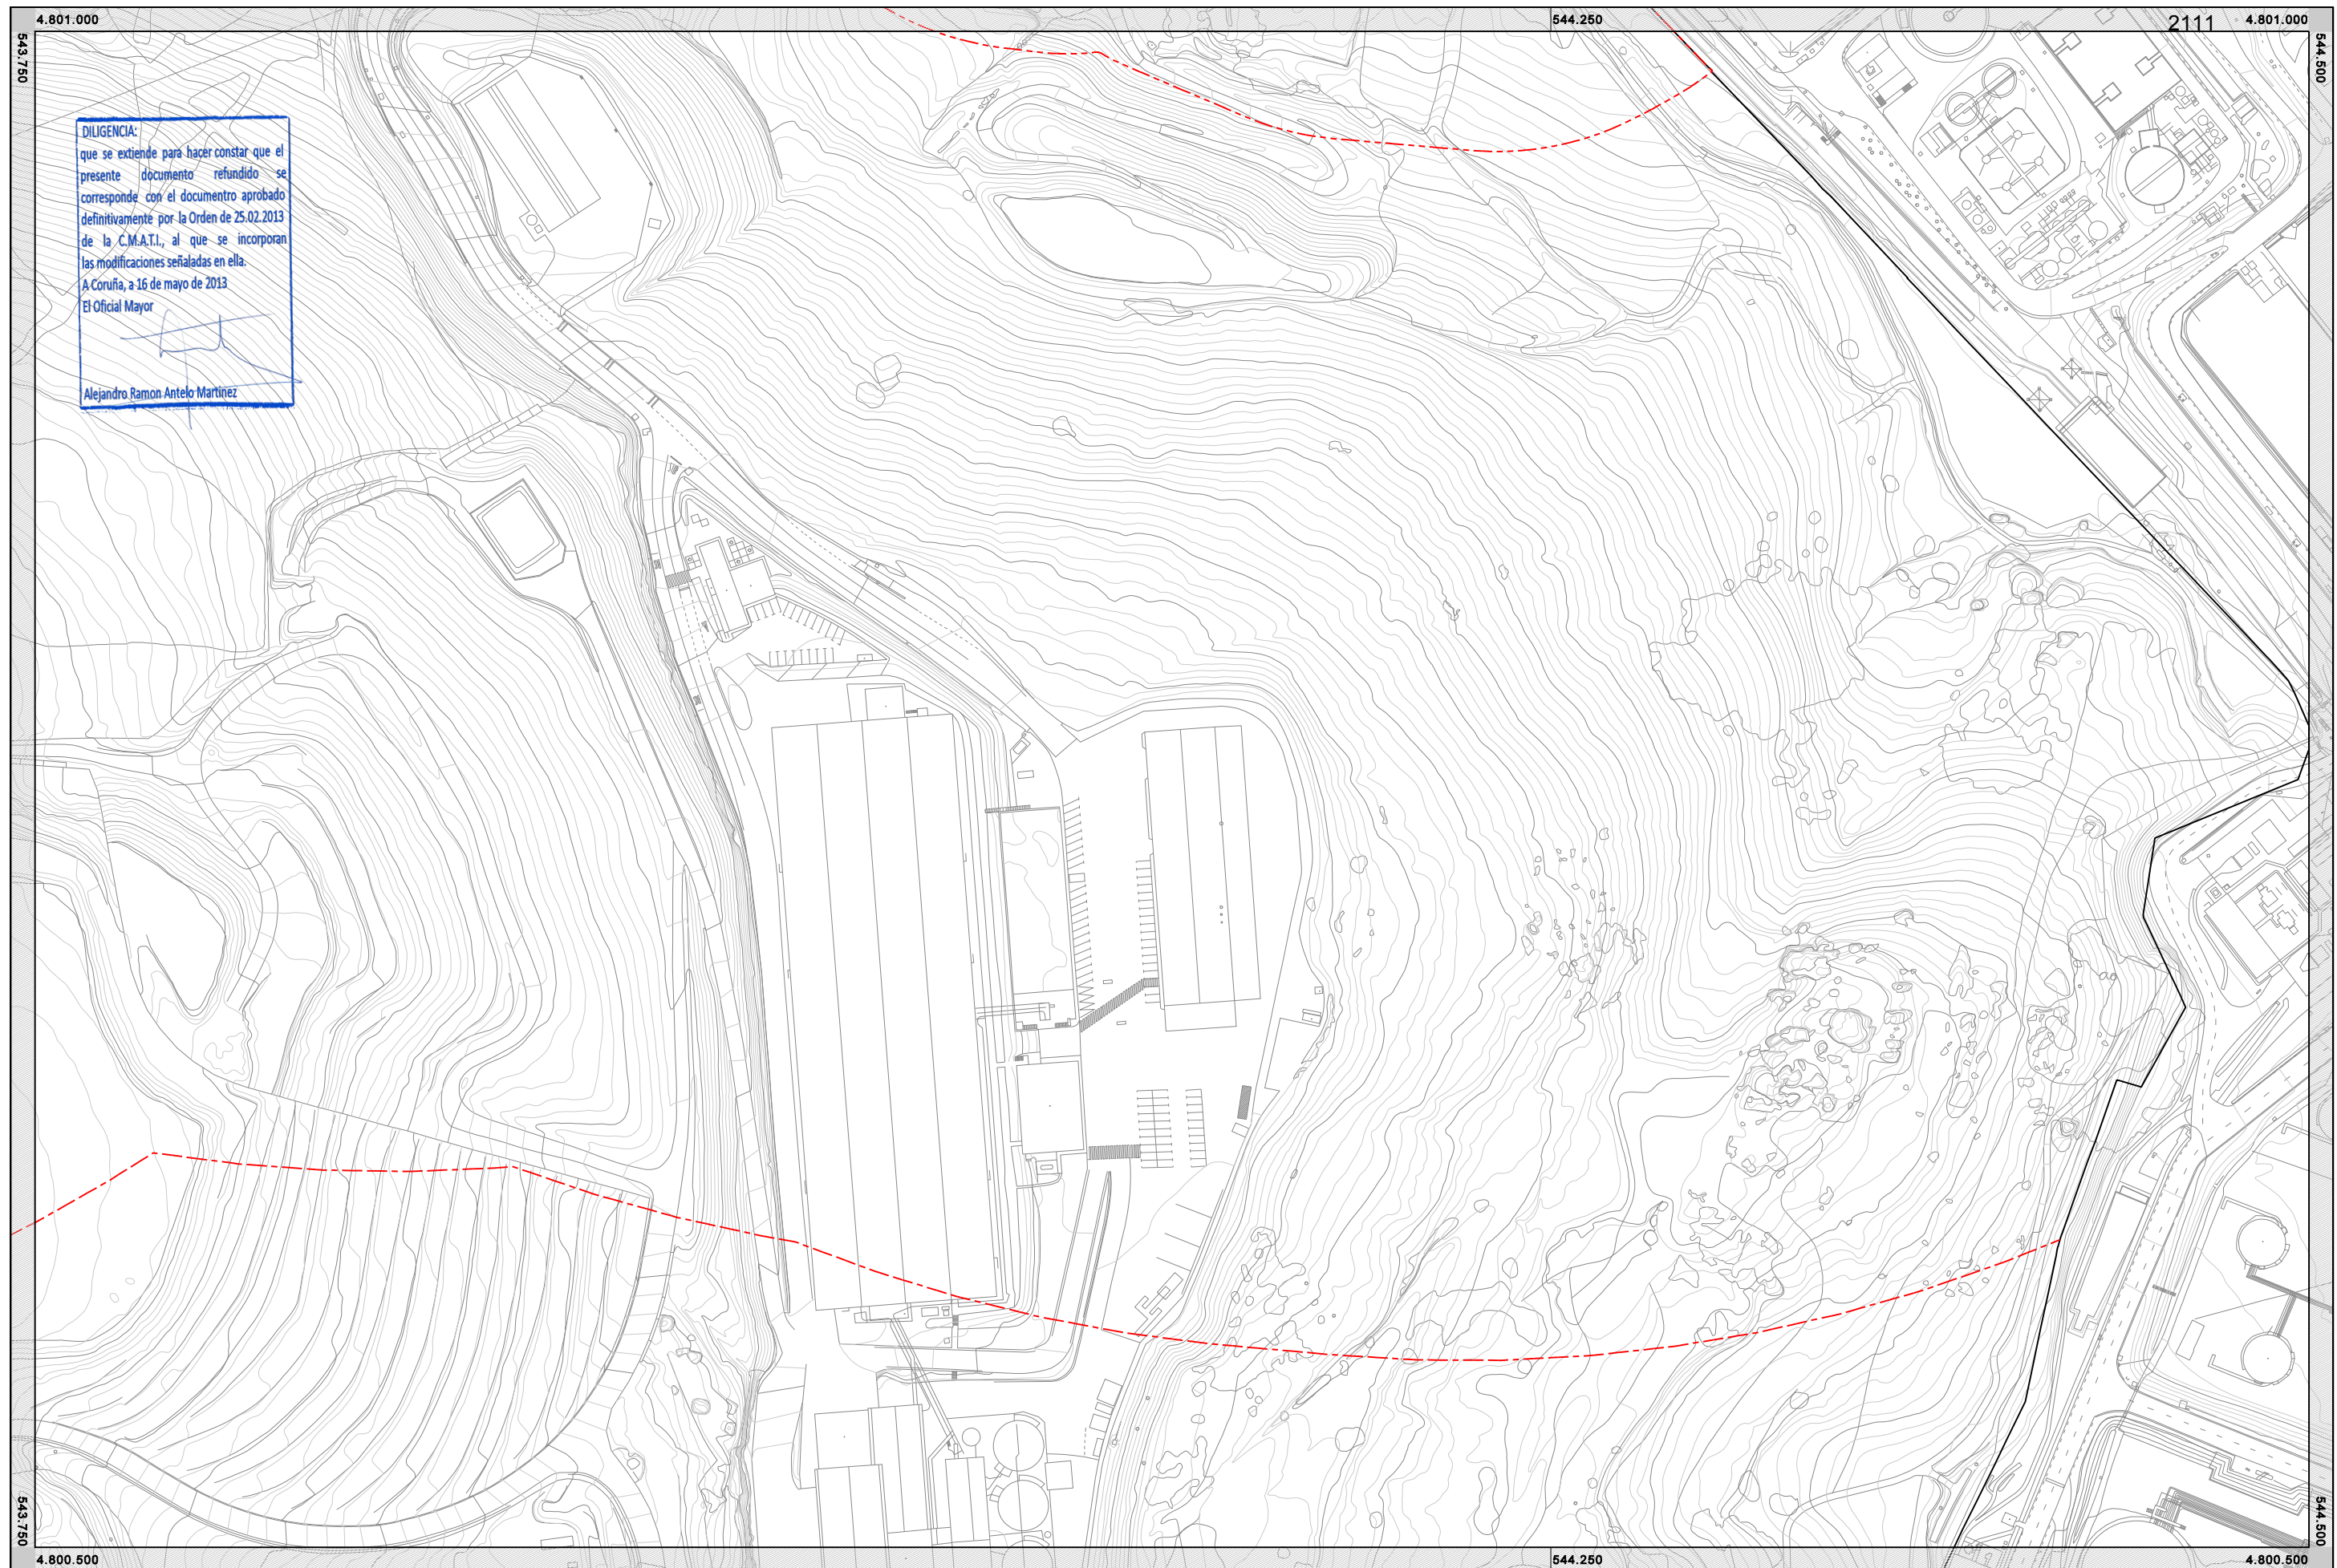 4.801.000
544.250
2111
4.801.000
543.750
544.500
DILIGENCIA:
que se extiende para hacer constar que el
presente documento refundido se
corresponde con el documentro aprobado
definitivamente por la Orden de 25.02.2013
de la C.M.A.T.I., al que se incorporan
las modificaciones señaladas en ella.
A Coruña, a 16 de mayo de 2013
El Oficial Mayor
Alejandro Ramon Antelo Martinez
543.750
544.500
4.800.500
544.250
4.800.500